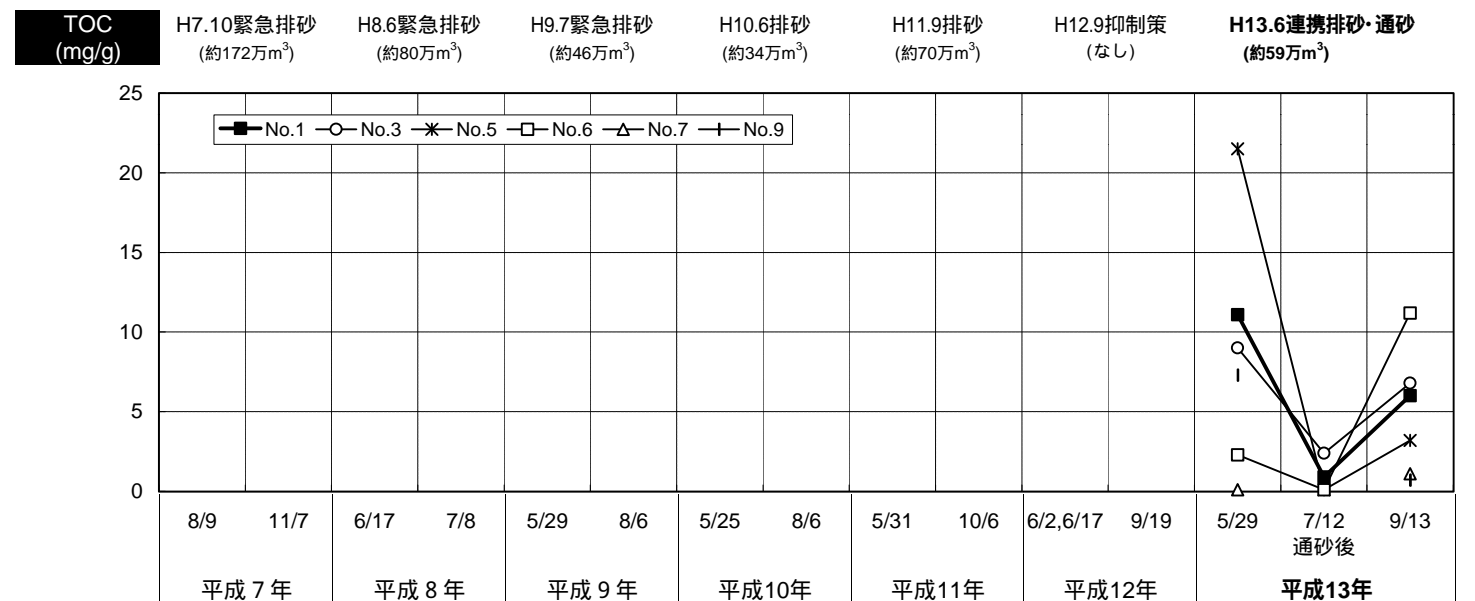 TOC
(mg/g)
H7.10緊急排砂 H8.6緊急排砂 H9.7緊急排砂 H10.6排砂 H11.9排砂 H12.9抑制策 H13.6連携排砂・通砂
(約172万m³) (約80万m³) (約46万m³) (約34万m³) (約70万m³) (なし) (約59万m³)
25
No.1 No.3 No.5 No.6 No.7 No.9
20
15
10
5
0
8/9 11/7 6/17 7/8 5/29 8/6 5/25 8/6 5/31 10/6 6/2,6/17 9/19 5/29 7/12 9/13
通砂後
平成7年 平成8年 平成9年 平成10年 平成11年 平成12年 平成13年